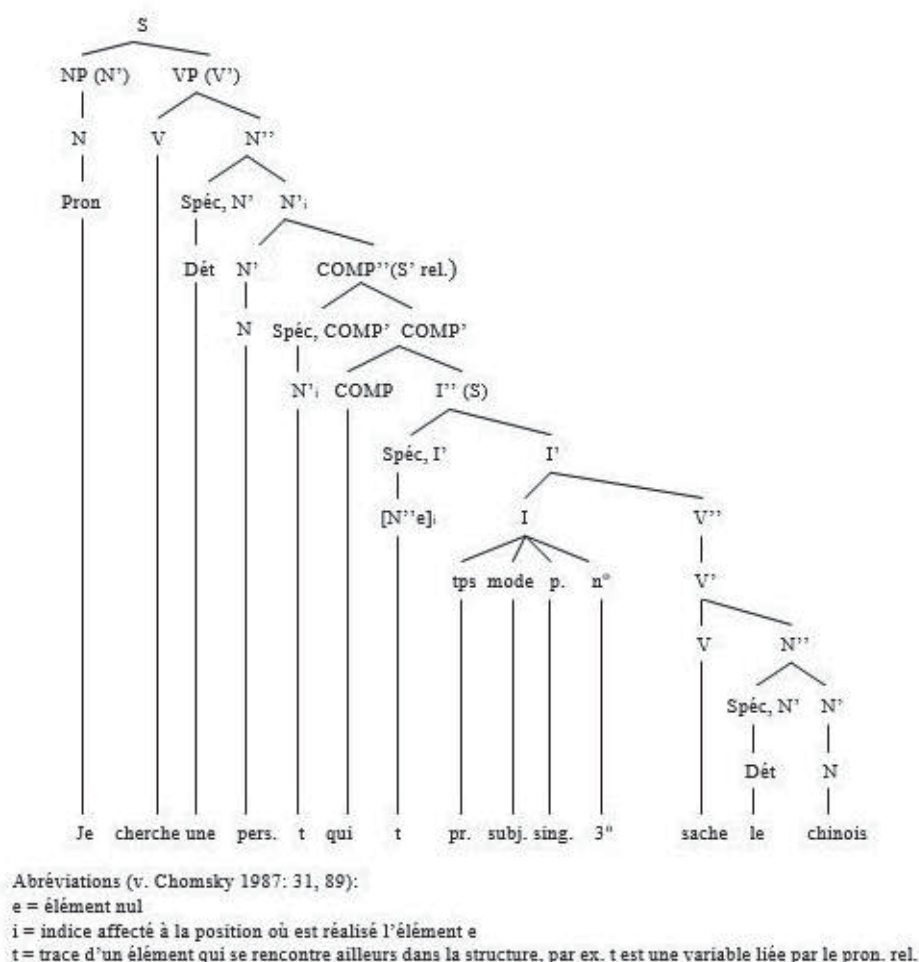 S
NP (N’) VP (V’)
N V N’’
Pron Spéc, N’ N’i
Dét N’ COMP’’(S’ rel.)
N Spéc, COMP’ COMP’
N’i COMP I’’ (S)
Spéc, I’ I’
[N’’e]i I V’’
tps mode p. n° V’
V N’’
Spéc, N’ N’
Dét N
Je cherche une pers. t qui t pr. subj. sing. 3° sache le chinois
Abréviations (v. Chomsky 1987: 31, 89):
e = élément nul
i = indice affecté à la position où est réalisé l’élément e
t = trace d’un élément qui se rencontre ailleurs dans la structure, par ex. t est une variable liée par le pron. rel.